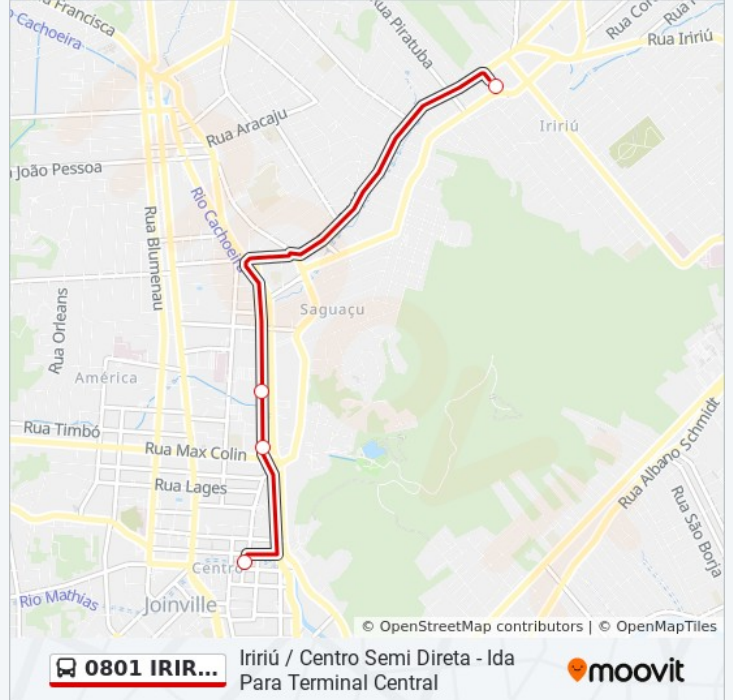 Francisca
Cachoeira
Rua Piratuba
Rua Iririú
Rua Aracaju
Iririú
João Pessoa
Rio Cachoeira
Rua Blumenau
Rua Orleans
Saguaçu
América
Rua Timbó
Rua Max Colin
Rua Lages
Rua Albano Schmidt
Rua São Borja
Centro
Rio Mathias
Joinville
© OpenStreetMap contributors | © OpenMapTiles
0801 IRIR...
Iririú / Centro Semi Direta - Ida
Para Terminal Central
moovit